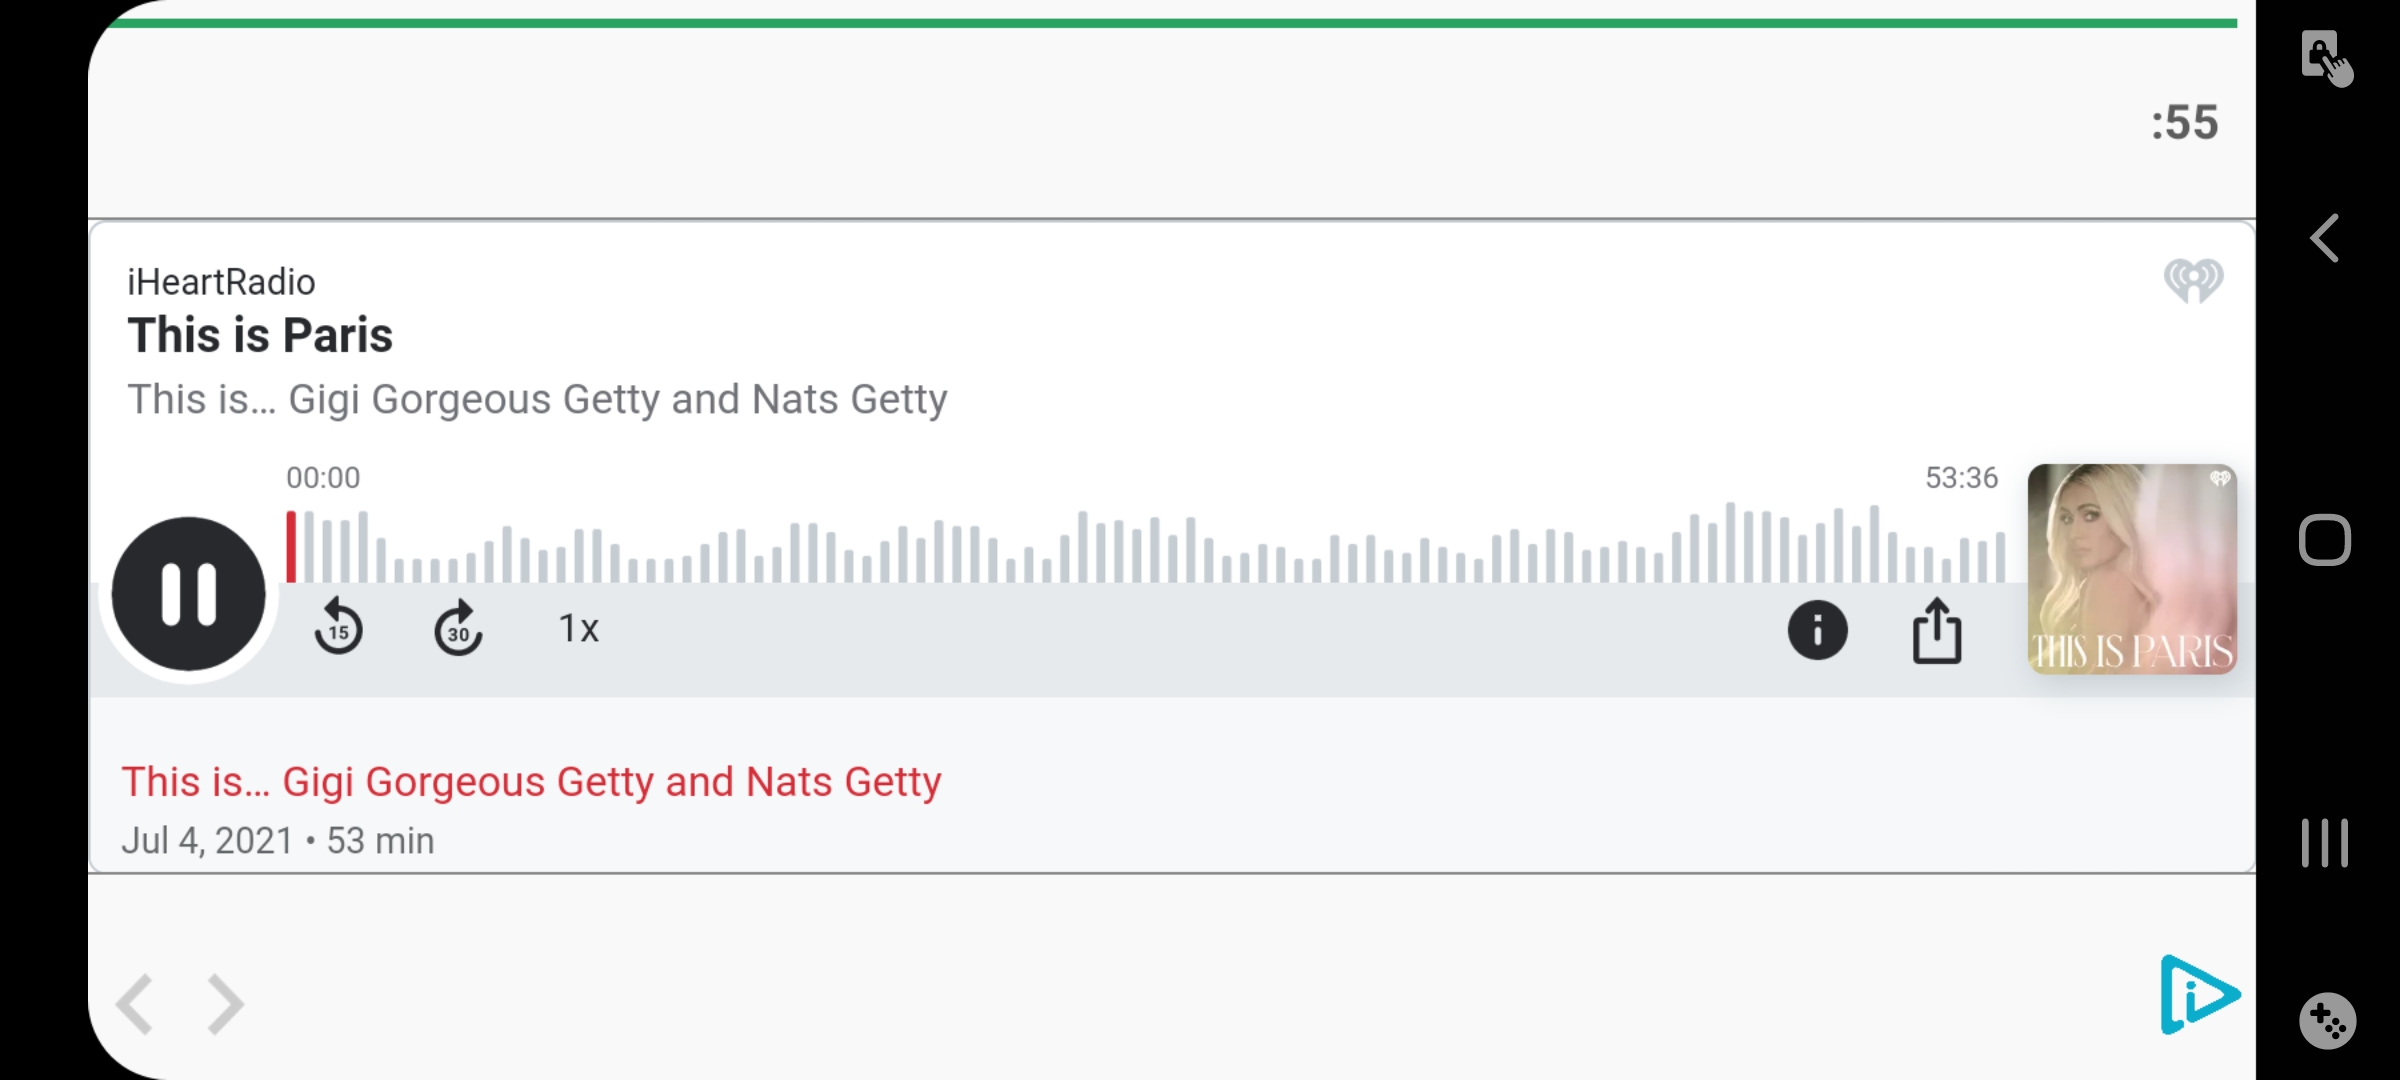 :55
iHeartRadio
This is Paris
This is... Gigi Gorgeous Getty and Nats Getty
00:00
53:36
15
30
1x
THIS IS PARIS
This is... Gigi Gorgeous Getty and Nats Getty
Jul 4, 2021 • 53 min